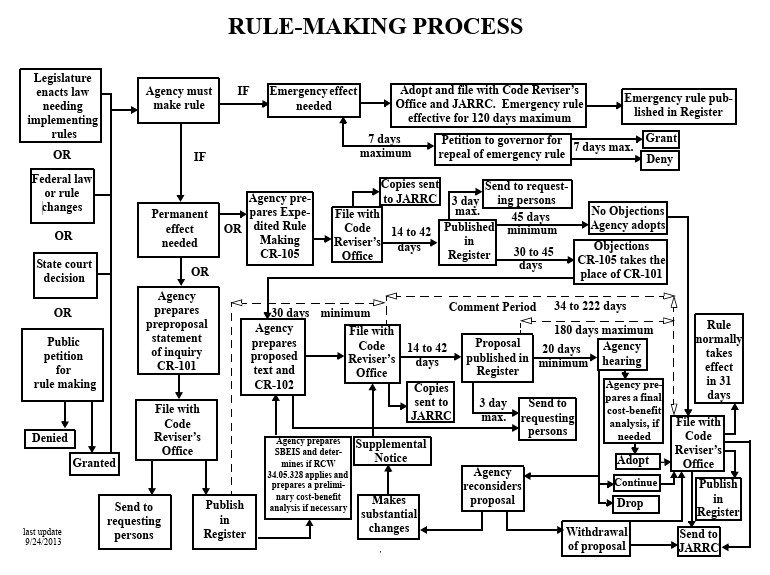 RULE-MAKING PROCESS
Legislature
enacts law
needing
implementing
rules
OR
Federal law
or rule
changes
OR
State court
decision
OR
Public
petition
for
rule making
Denied
Granted
last update
9/24/2013
Agency must
make rule
IF
Emergency effect
needed
Adopt and file with Code Reviser's
Office and JARRC. Emergency rule
effective for 120 days maximum
Emergency rule pub-
lished in Register
7 days
maximum
Petition to governor for
repeal of emergency rule
7 days max.
Grant
Deny
IF
Permanent
effect
needed
OR
Agency pre-
pares Expe-
dited Rule
Making
CR-105
File with
Code
Reviser's
Office
Copies sent
to JARRC
14 to 42
days
Published
in
Register
3 day
max.
Send to request-
ing persons
45 days
minimum
No Objections
Agency adopts
30 to 45
days
Objections
CR-105 takes the
place of CR-101
OR
Agency
prepares
preproposal
statement
of inquiry
CR-101
File with
Code
Reviser's
Office
Send to
requesting
persons
Publish
in
Register
30 days minimum
Comment Period 34 to 222 days
180 days maximum
Agency
prepares
proposed
text and
CR-102
File with
Code
Reviser's
Office
14 to 42
days
Proposal
published in
Register
20 days
minimum
Agency
hearing
Copies
sent to
JARRC
3 day
max.
Send to
requesting
persons
Agency prepares
SBEIS and deter-
mines if RCW
34.05.328 applies and
prepares a prelimi-
nary cost-benefit
analysis if necessary
Supplemental
Notice
Makes
substantial
changes
Agency
reconsiders
proposal
Withdrawal
of proposal
Agency pre-
pares a final
cost-benefit
analysis, if
needed
Adopt
Continue
Drop
File with
Code
Reviser's
Office
Rule
normally
takes
effect
in 31
days
Publish
in
Register
Send to
JARRC